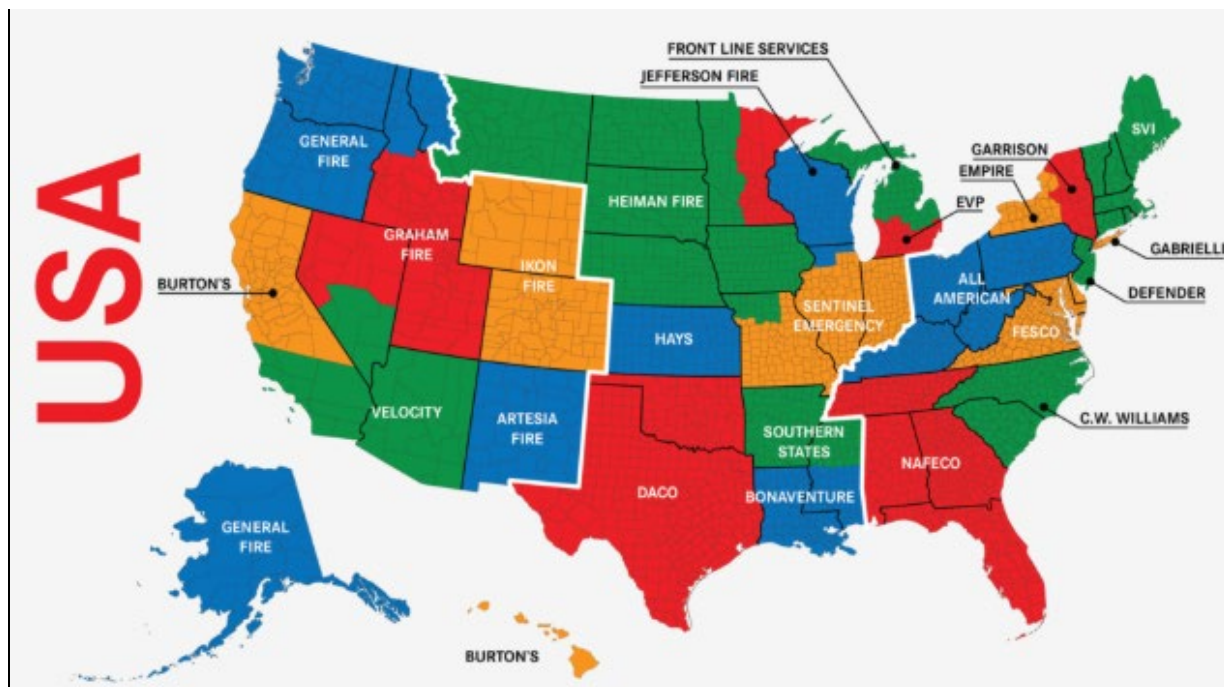 USA
FRONT LINE SERVICES
JEFFERSON FIRE
SVI
GENERAL
FIRE
GARRISON
EMPIRE
HEIMAN FIRE
EVP
GRAHAM
FIRE
GABRIELLI
IKON
FIRE
ALL
AMERICAN
BURTON'S
DEFENDER
SENTINEL
EMERGENCY
FESCO
HAYS
VELOCITY
ARTESIA
FIRE
C.W. WILLIAMS
SOUTHERN
STATES
NAFECO
DACO
BONAVENTURE
GENERAL
FIRE
BURTON'S